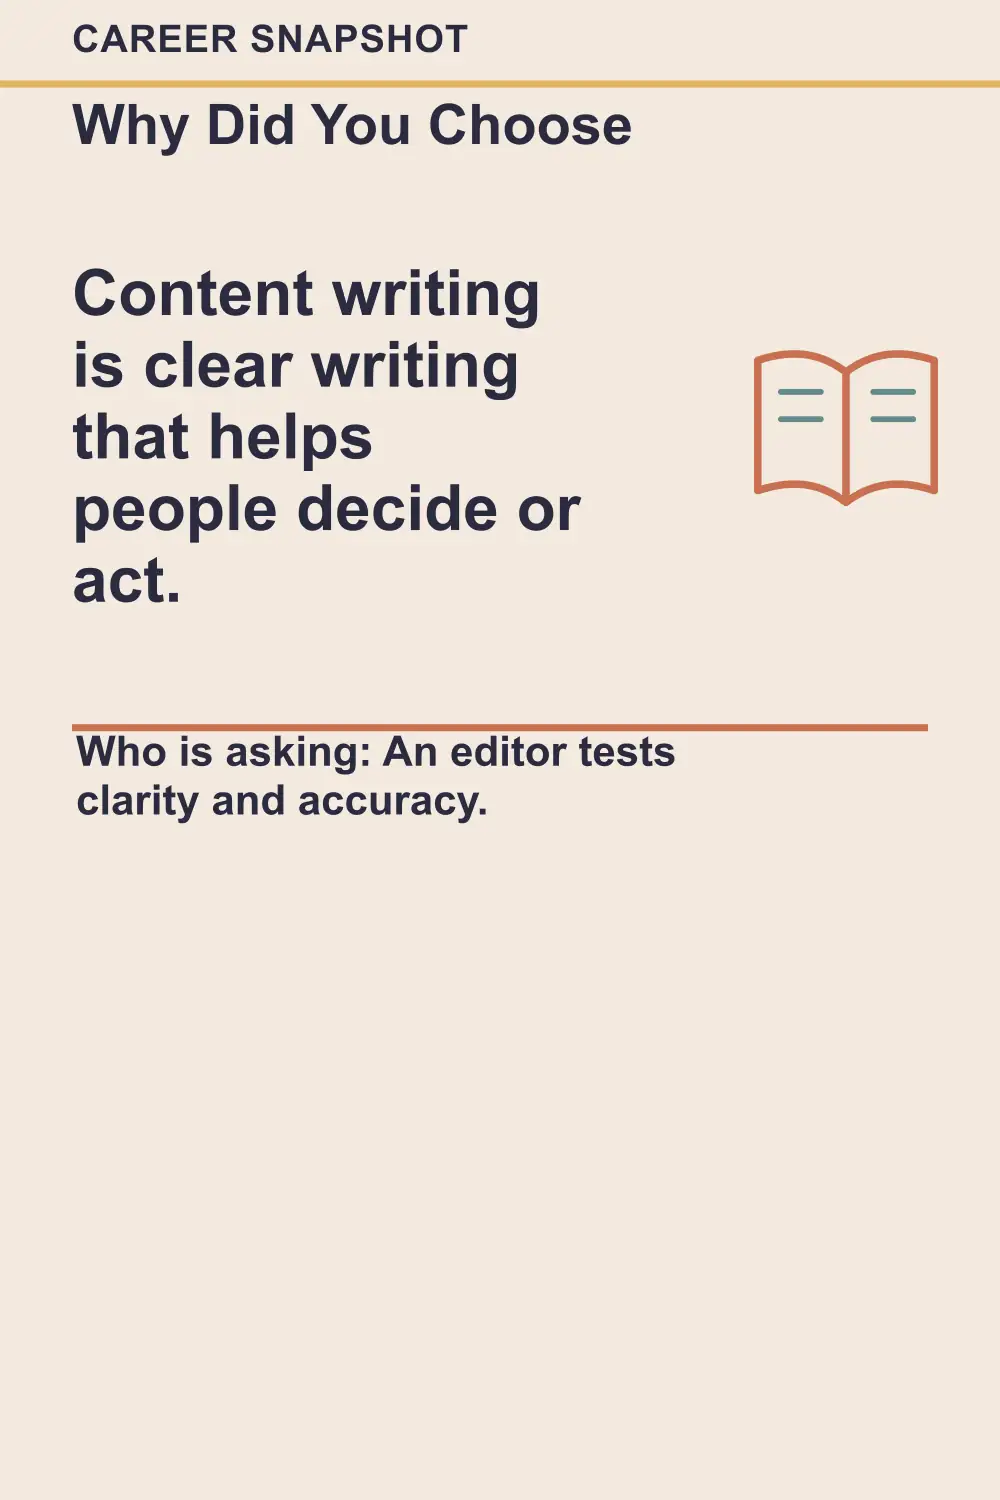 CAREER SNAPSHOT
Why Did You Choose
Content writing
is clear writing
that helps
people decide or
act.
Who is asking: An editor tests
clarity and accuracy.